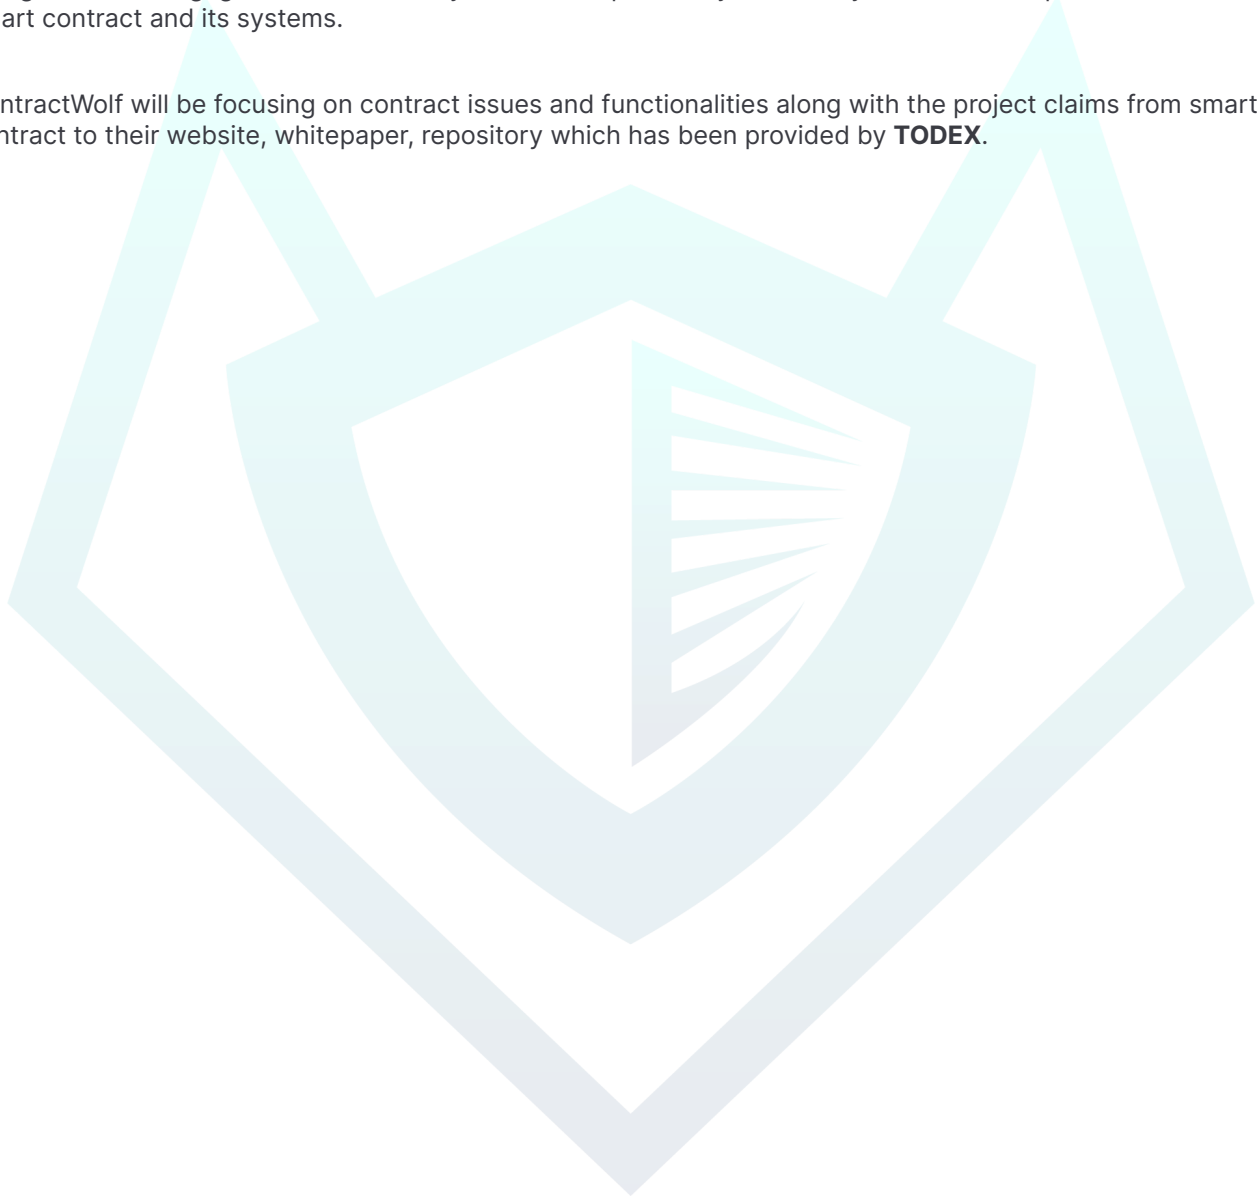 art contract and its systems.
ntractWolf will be focusing on contract issues and functionalities along with the project claims from smart
ntract to their website, whitepaper, repository which has been provided by TODEX.